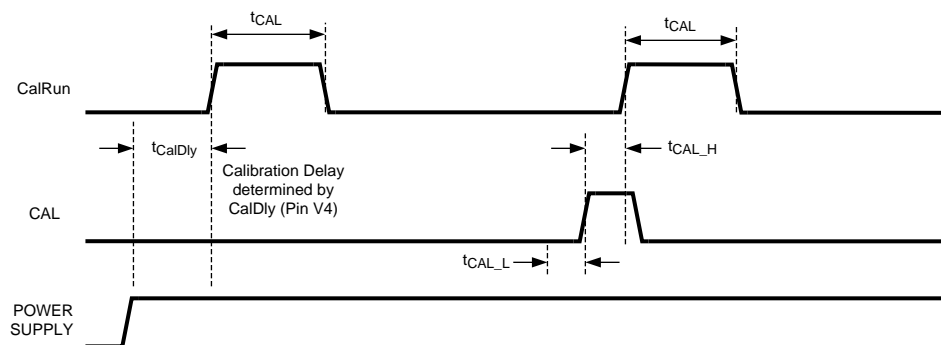 tCAL
tCAL
CalRun
tCalDly
tCAL_H
Calibration Delay
determined by
CalDly (Pin V4)
CAL
tCAL_L
POWER
SUPPLY